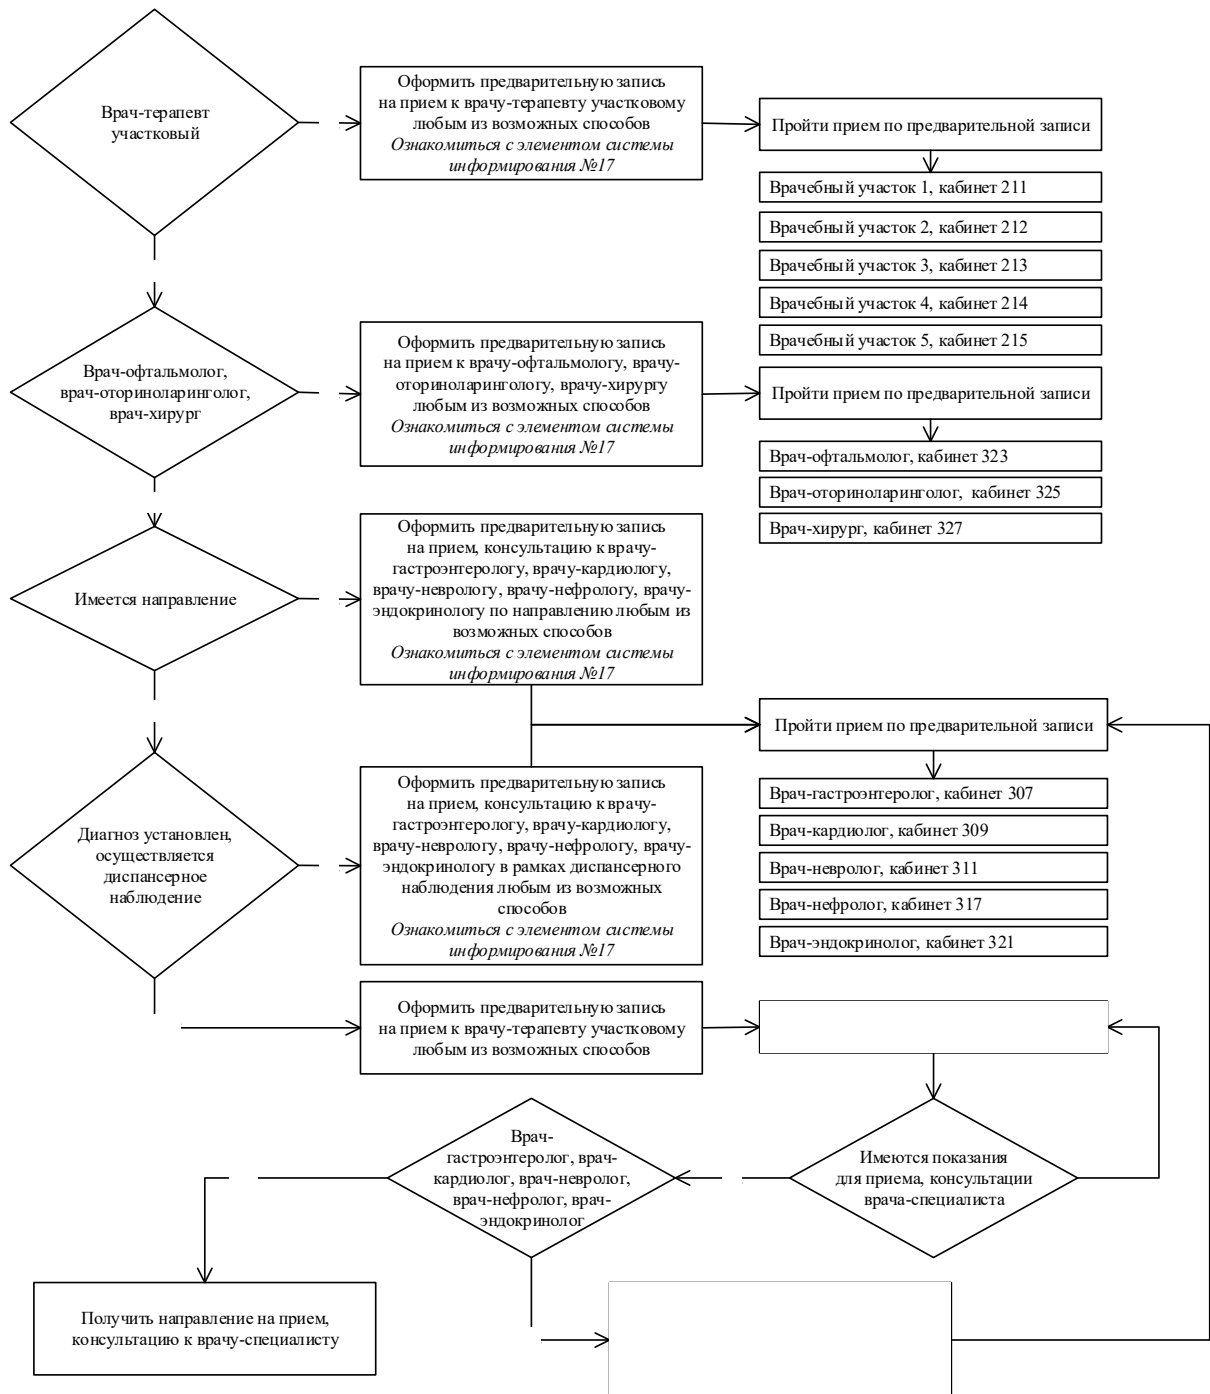 Врач-терапевт
участковый
Оформить предварительную запись
на прием к врачу-терапевту участковому
любым из возможных способов
Ознакомиться с элементом системы
информирования №17
Пройти прием по предварительной записи
Врачебный участок 1, кабинет 211
Врачебный участок 2, кабинет 212
Врачебный участок 3, кабинет 213
Врачебный участок 4, кабинет 214
Врачебный участок 5, кабинет 215
Врач-офтальмолог,
врач-оториноларинголог,
врач-хирург
Оформить предварительную запись
на прием к врачу-офтальмологу, врачу-
оториноларингологу, врачу-хирургу
любым из возможных способов
Ознакомиться с элементом системы
информирования №17
Пройти прием по предварительной записи
Врач-офтальмолог, кабинет 323
Врач-оториноларинголог, кабинет 325
Врач-хирург, кабинет 327
Имеется направление
Оформить предварительную запись
на прием, консультацию к врачу-
гастроэнтерологу, врачу-кардиологу,
врачу-неврологу, врачу-нефрологу, врачу-
эндокринологу по направлению любым из
возможных способов
Ознакомиться с элементом системы
информирования №17
Пройти прием по предварительной записи
Врач-гастроэнтеролог, кабинет 307
Врач-кардиолог, кабинет 309
Врач-невролог, кабинет 311
Врач-нефролог, кабинет 317
Врач-эндокринолог, кабинет 321
Диагноз установлен,
осуществляется
диспансерное
наблюдение
Оформить предварительную запись
на прием, консультацию к врачу-
гастроэнтерологу, врачу-кардиологу,
врачу-неврологу, врачу-нефрологу, врачу-
эндокринологу в рамках диспансерного
наблюдения любым из возможных
способов
Ознакомиться с элементом системы
информирования №17
Оформить предварительную запись
на прием к врачу-терапевту участковому
любым из возможных способов
Врач-
гастроэнтеролог, врач-
кардиолог, врач-невролог,
врач-нефролог, врач-
эндокринолог
Имеются показания
для приема, консультации
врача-специалиста
Получить направление на прием,
консультацию к врачу-специалисту